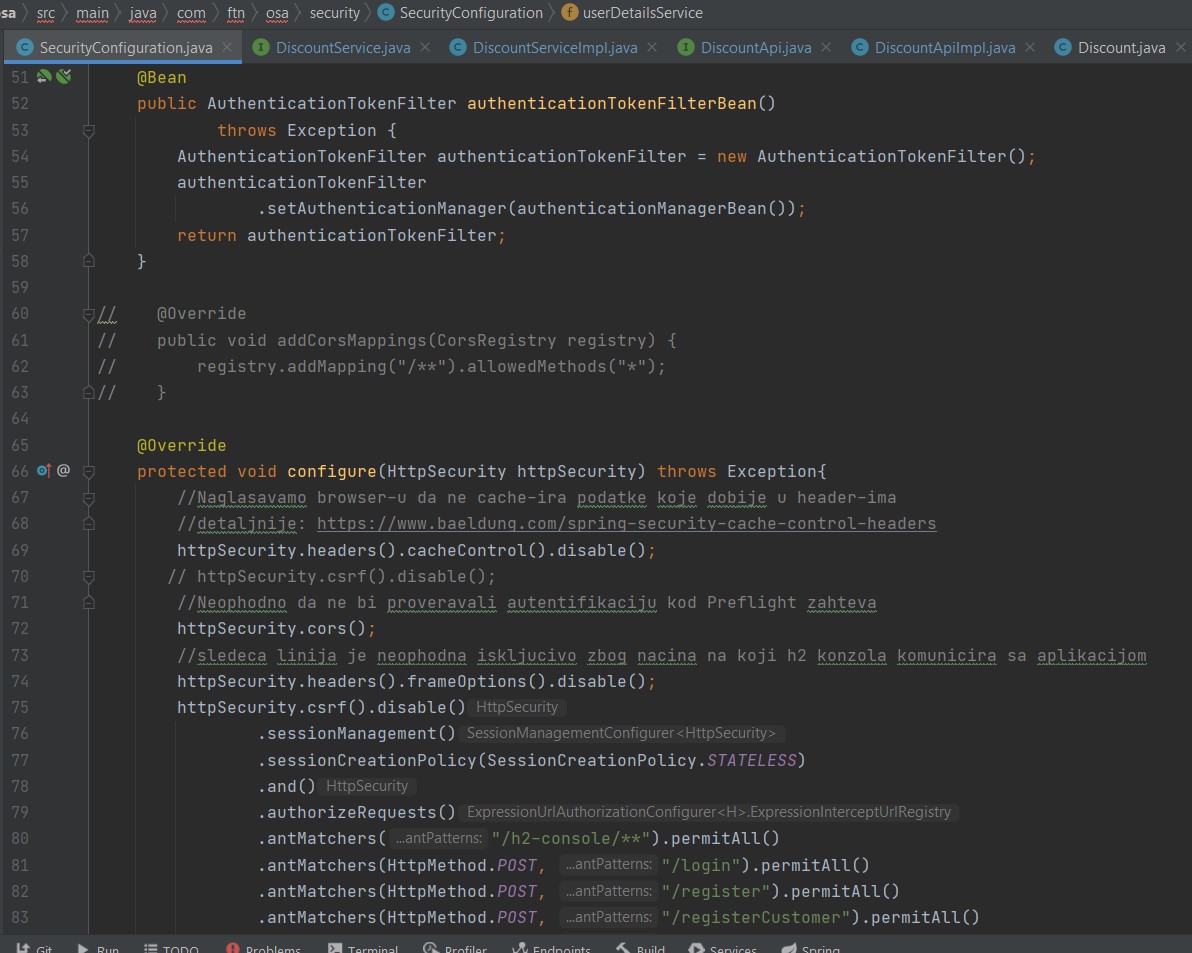 sa src main java com ftn osa security SecurityConfiguration userDetailsService
SecurityConfiguration.java DiscountService.java DiscountServiceImpl.java DiscountApi.java DiscountApiImpl.java Discount.java
51 @Bean
52 public AuthenticationTokenFilter authenticationTokenFilterBean()
53 throws Exception {
54 AuthenticationTokenFilter authenticationTokenFilter = new AuthenticationTokenFilter();
55 authenticationTokenFilter
56 .setAuthenticationManager(authenticationManagerBean());
57 return authenticationTokenFilter;
58 }
59
60 // @Override
61 // public void addCorsMappings(CorsRegistry registry) {
62 // registry.addMapping("/**").allowedMethods("*");
63 // }
64
65 @Override
66 @ protected void configure(HttpSecurity httpSecurity) throws Exception{
67 //Naglasavamo browser-u da ne cache-ira podatke koje dobije u header-ima
68 //detaljnije: https://www.baeldung.com/spring-security-cache-control-headers
69 httpSecurity.headers().cacheControl().disable();
70 // httpSecurity.csrf().disable();
71 //Neophodno da ne bi proveravali autentifikaciju kod Preflight zahteva
72 httpSecurity.cors();
73 //sledeca linija je neophodna iskljucivo zbog nacina na koji h2 konzola komunicira sa aplikacijom
74 httpSecurity.headers().frameOptions().disable();
75 httpSecurity.csrf().disable() HttpSecurity
76 .sessionManagement() SessionManagementConfigurer<HttpSecurity>
77 .sessionCreationPolicy(SessionCreationPolicy.STATELESS)
78 .and() HttpSecurity
79 .authorizeRequests() ExpressionUrlAuthorizationConfigurer<H>.ExpressionInterceptUrlRegistry
80 .antMatchers( ...antPatterns: "/h2-console/**").permitAll()
81 .antMatchers(HttpMethod.POST, ...antPatterns: "/login").permitAll()
82 .antMatchers(HttpMethod.POST, ...antPatterns: "/register").permitAll()
83 .antMatchers(HttpMethod.POST, ...antPatterns: "/registerCustomer").permitAll()
Git Run TODO Problems Terminal Profiler Endpoints Build Services Spring